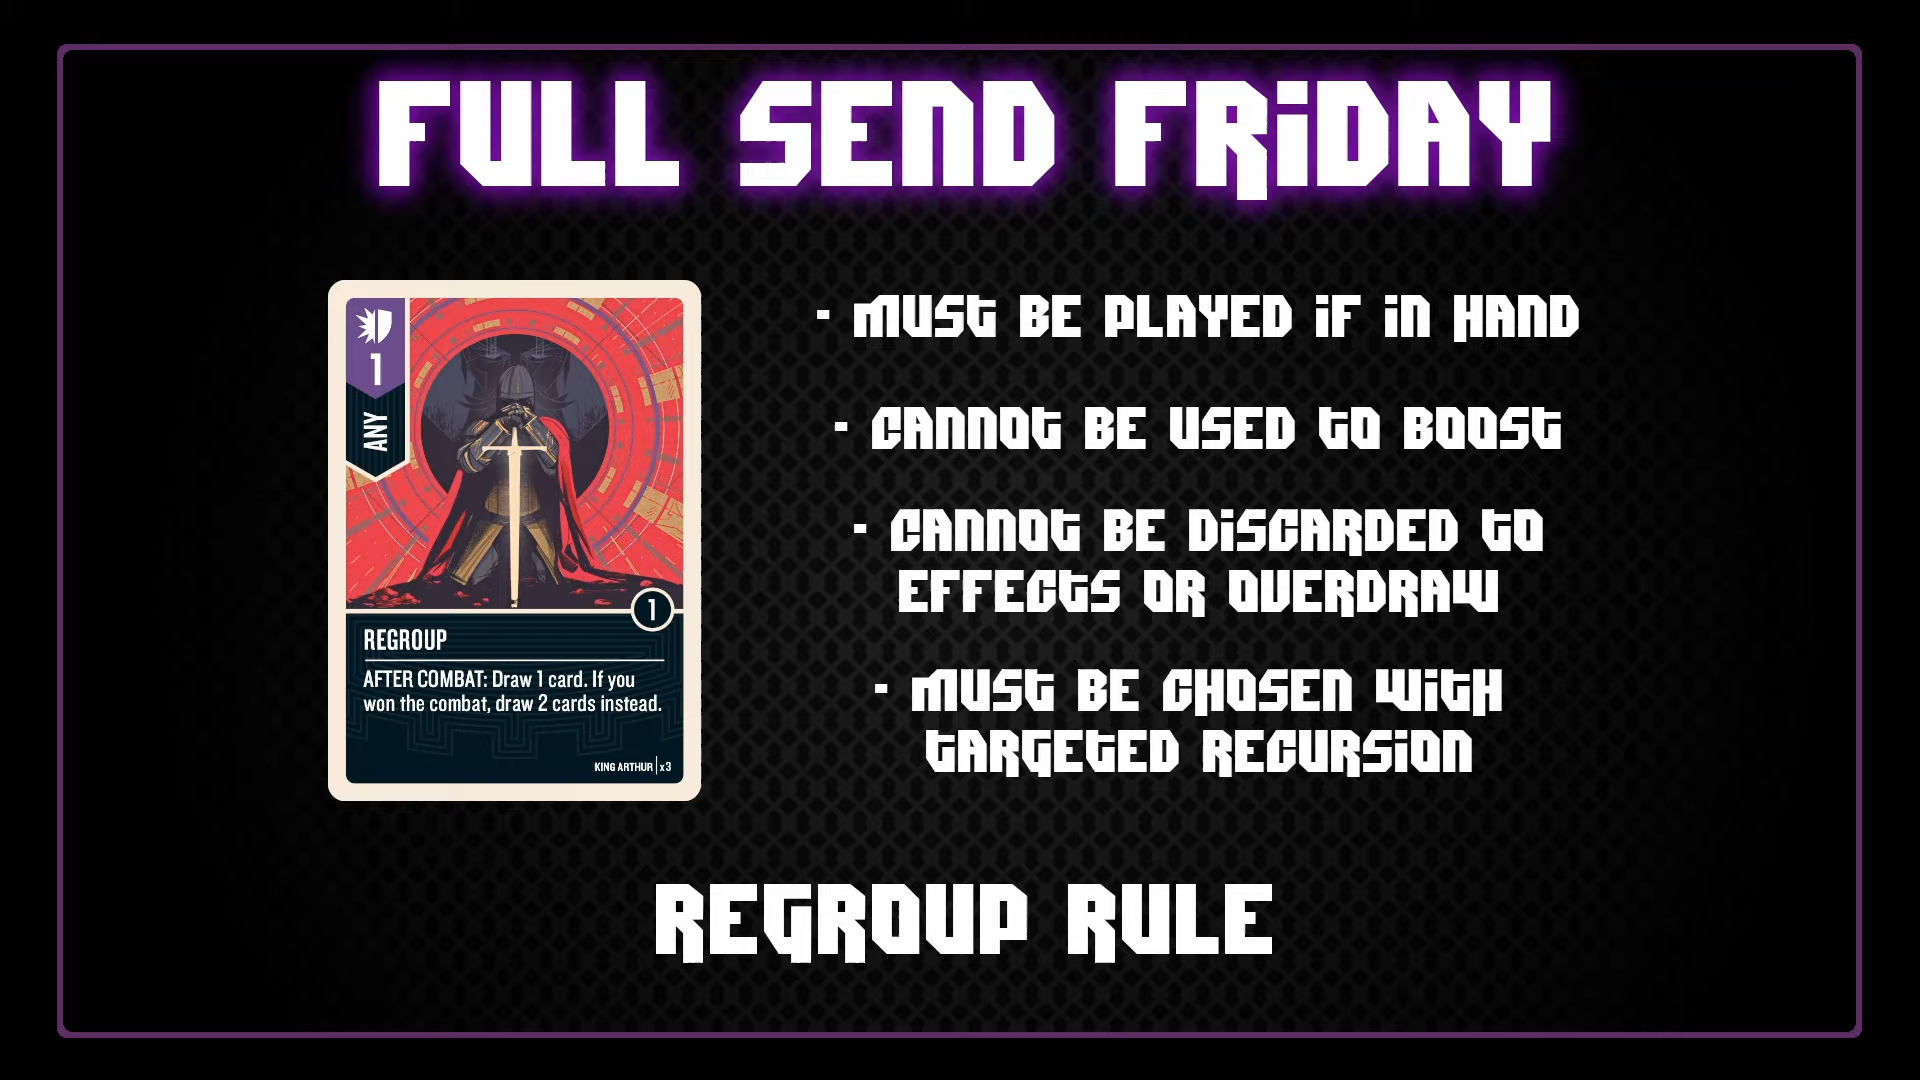 FULL SEND FRIDAY
1
ANY
1
REGROUP
AFTER COMBAT: Draw 1 card. If you
won the combat, draw 2 cards instead.
KING ARTHUR | x3
- MUST BE PLAYED IF IN HAND
- CANNOT BE USED TO BOOST
- CANNOT BE DISCARDED TO
EFFECTS OR OVERDRAW
- MUST BE CHOSEN WITH
TARGETED RECURSION
REGROUP RULE